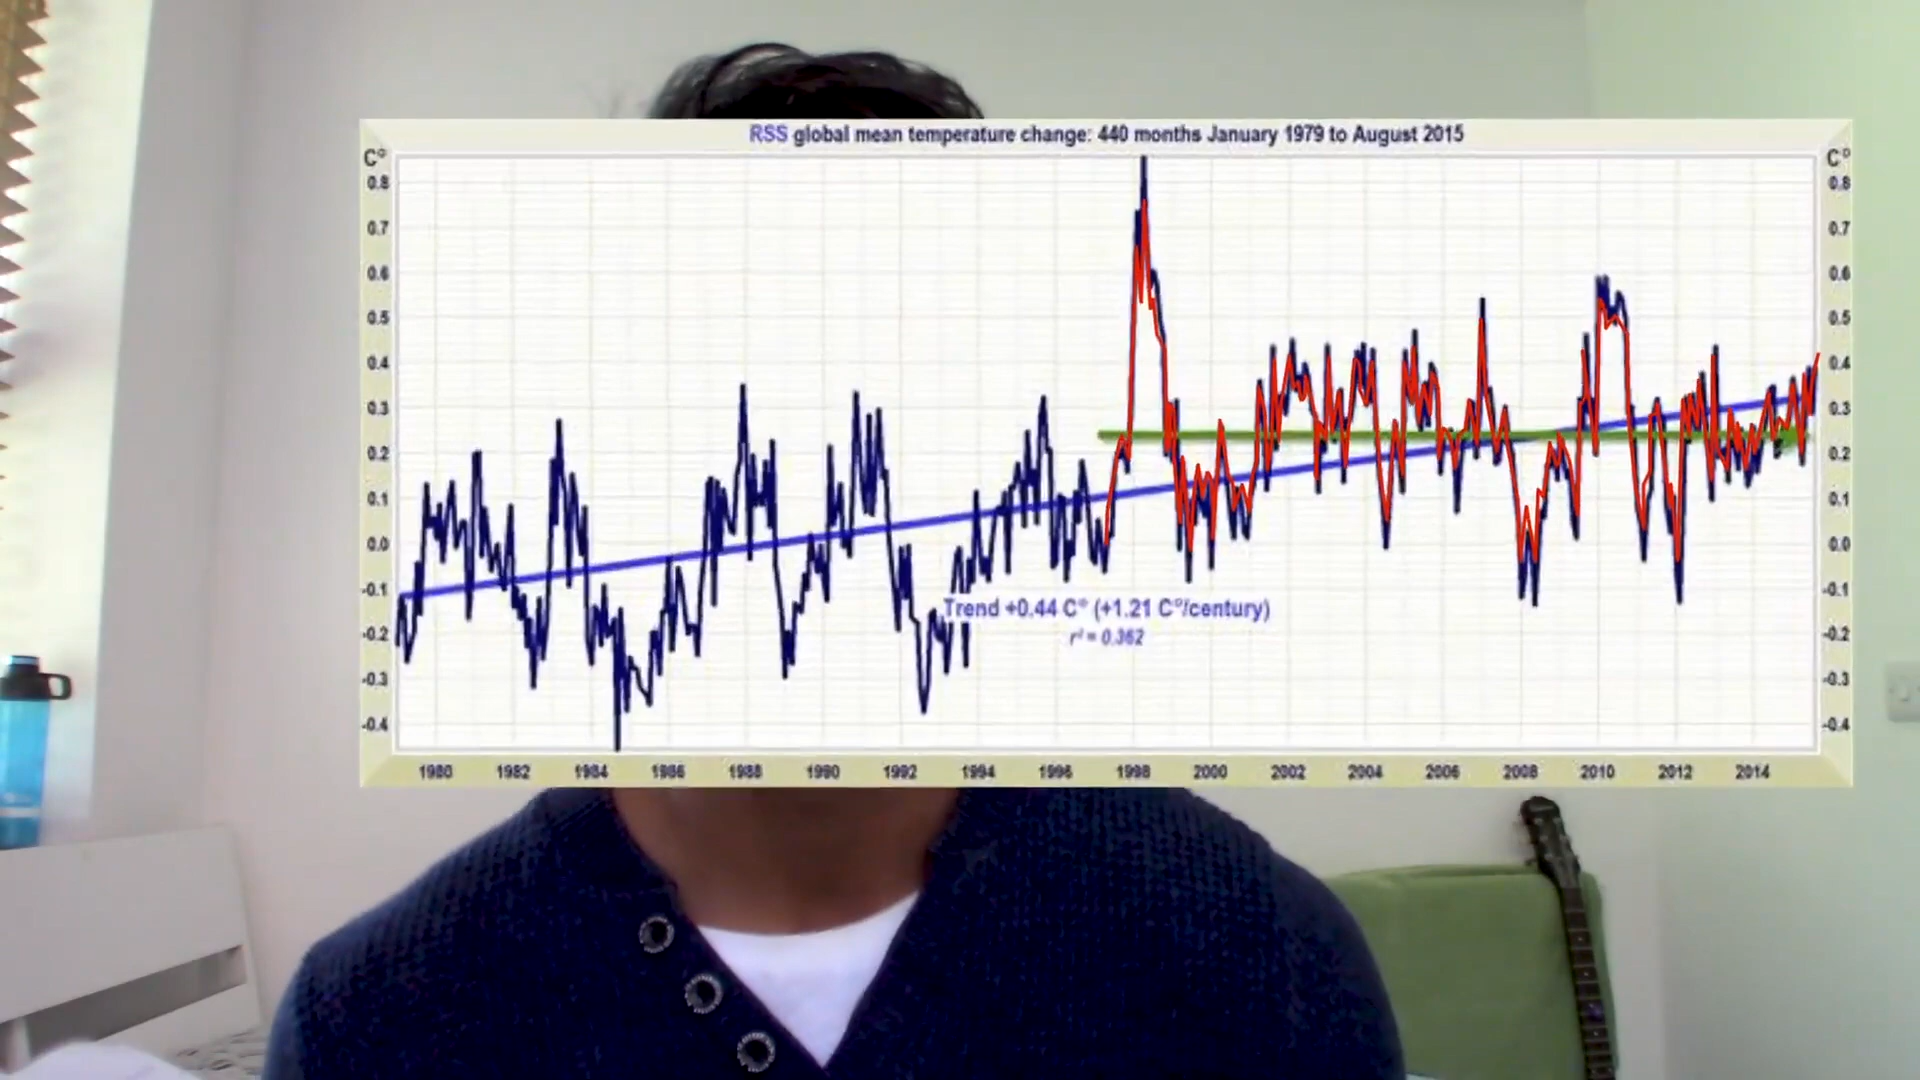 RSS global mean temperature change: 440 months January 1979 to August 2015
C° C°
0.8 0.8
0.7 0.7
0.6 0.6
0.5 0.5
0.4 0.4
0.3 0.3
0.2 0.2
0.1 0.1
0.0 0.0
-0.1 -0.1
Trend +0.44 C° (+1.21 C°/century)
-0.2 r² = 0.362 -0.2
-0.3 -0.3
-0.4 -0.4
1980 1982 1984 1986 1988 1990 1992 1994 1996 1998 2000 2002 2004 2006 2008 2010 2012 2014